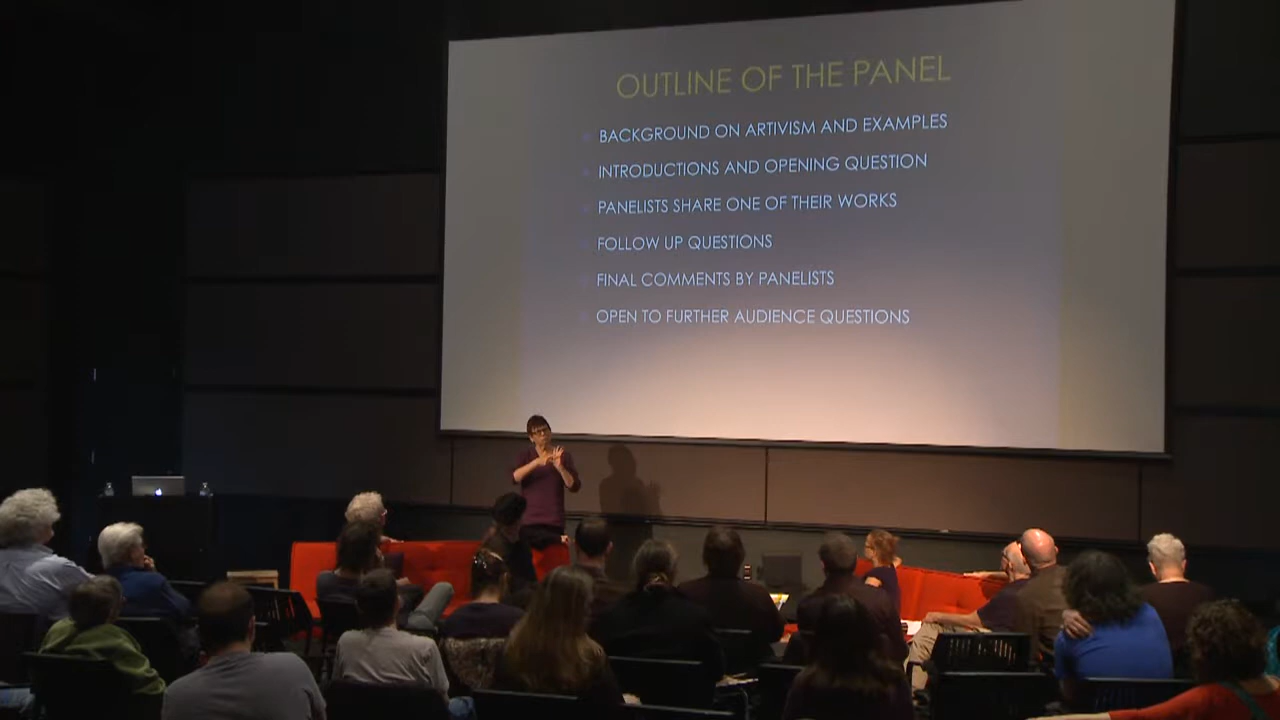 OUTLINE OF THE PANEL
BACKGROUND ON ARTIVISM AND EXAMPLES
INTRODUCTIONS AND OPENING QUESTION
PANELISTS SHARE ONE OF THEIR WORKS
FOLLOW UP QUESTIONS
FINAL COMMENTS BY PANELISTS
OPEN TO FURTHER AUDIENCE QUESTIONS